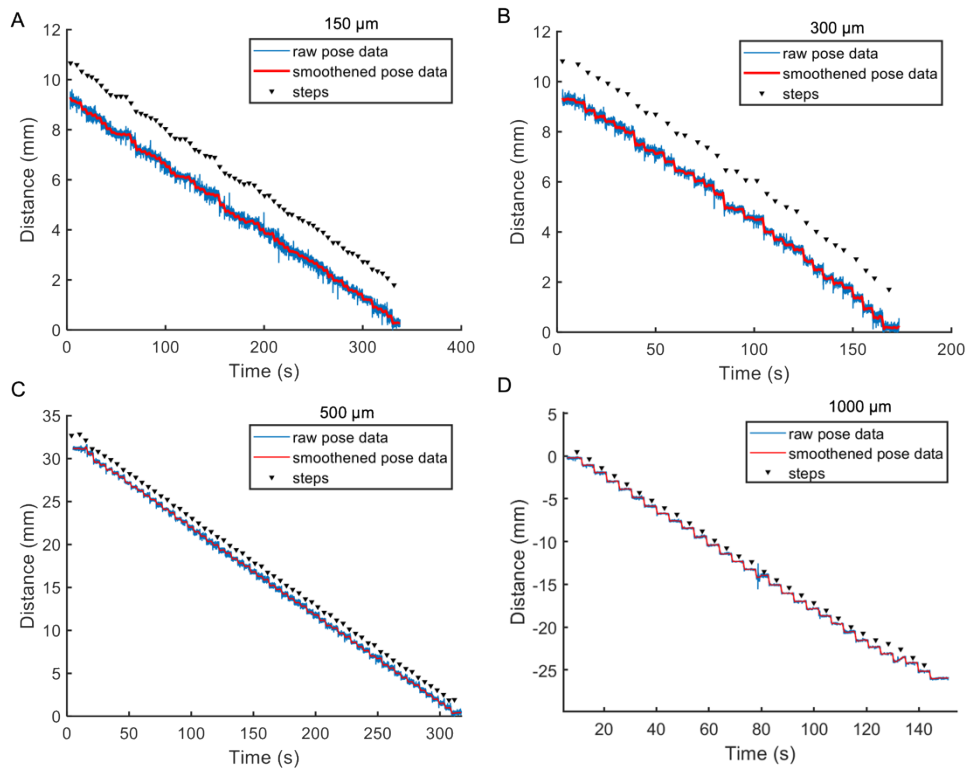 A
150 µm
12
10
8
6
4
2
0
Distance (mm)
raw pose data
smoothened pose data
steps
0 100 200 300 400
Time (s)
B
300 µm
12
10
8
6
4
2
0
Distance (mm)
raw pose data
smoothened pose data
steps
0 50 100 150 200
Time (s)
C
500 µm
35
30
25
20
15
10
5
0
Distance (mm)
raw pose data
smoothened pose data
steps
0 50 100 150 200 250 300
Time (s)
D
1000 µm
5
0
-5
-10
-15
-20
-25
Distance (mm)
raw pose data
smoothened pose data
steps
20 40 60 80 100 120 140
Time (s)